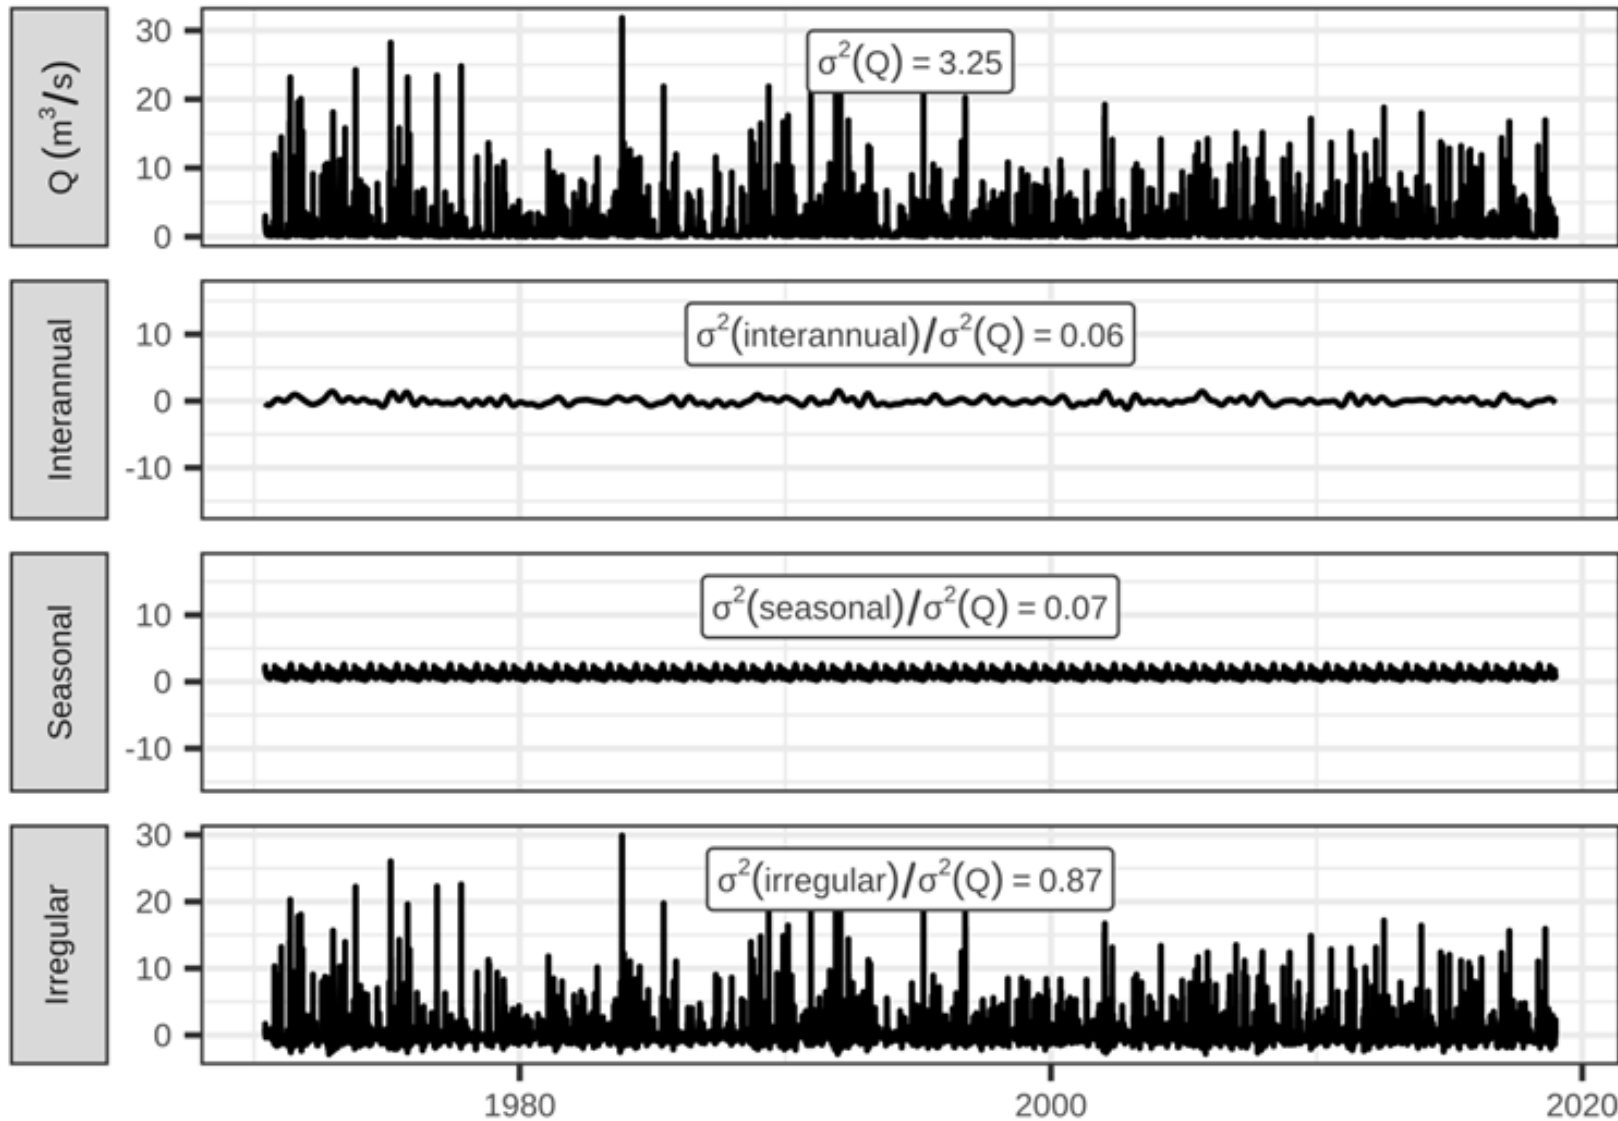 Q (m³/s)
30
20
10
0
σ²(Q) = 3.25
Interannual
10
0
-10
σ²(interannual)/σ²(Q) = 0.06
Seasonal
10
0
-10
σ²(seasonal)/σ²(Q) = 0.07
Irregular
30
20
10
0
σ²(irregular)/σ²(Q) = 0.87
1980 2000 2020